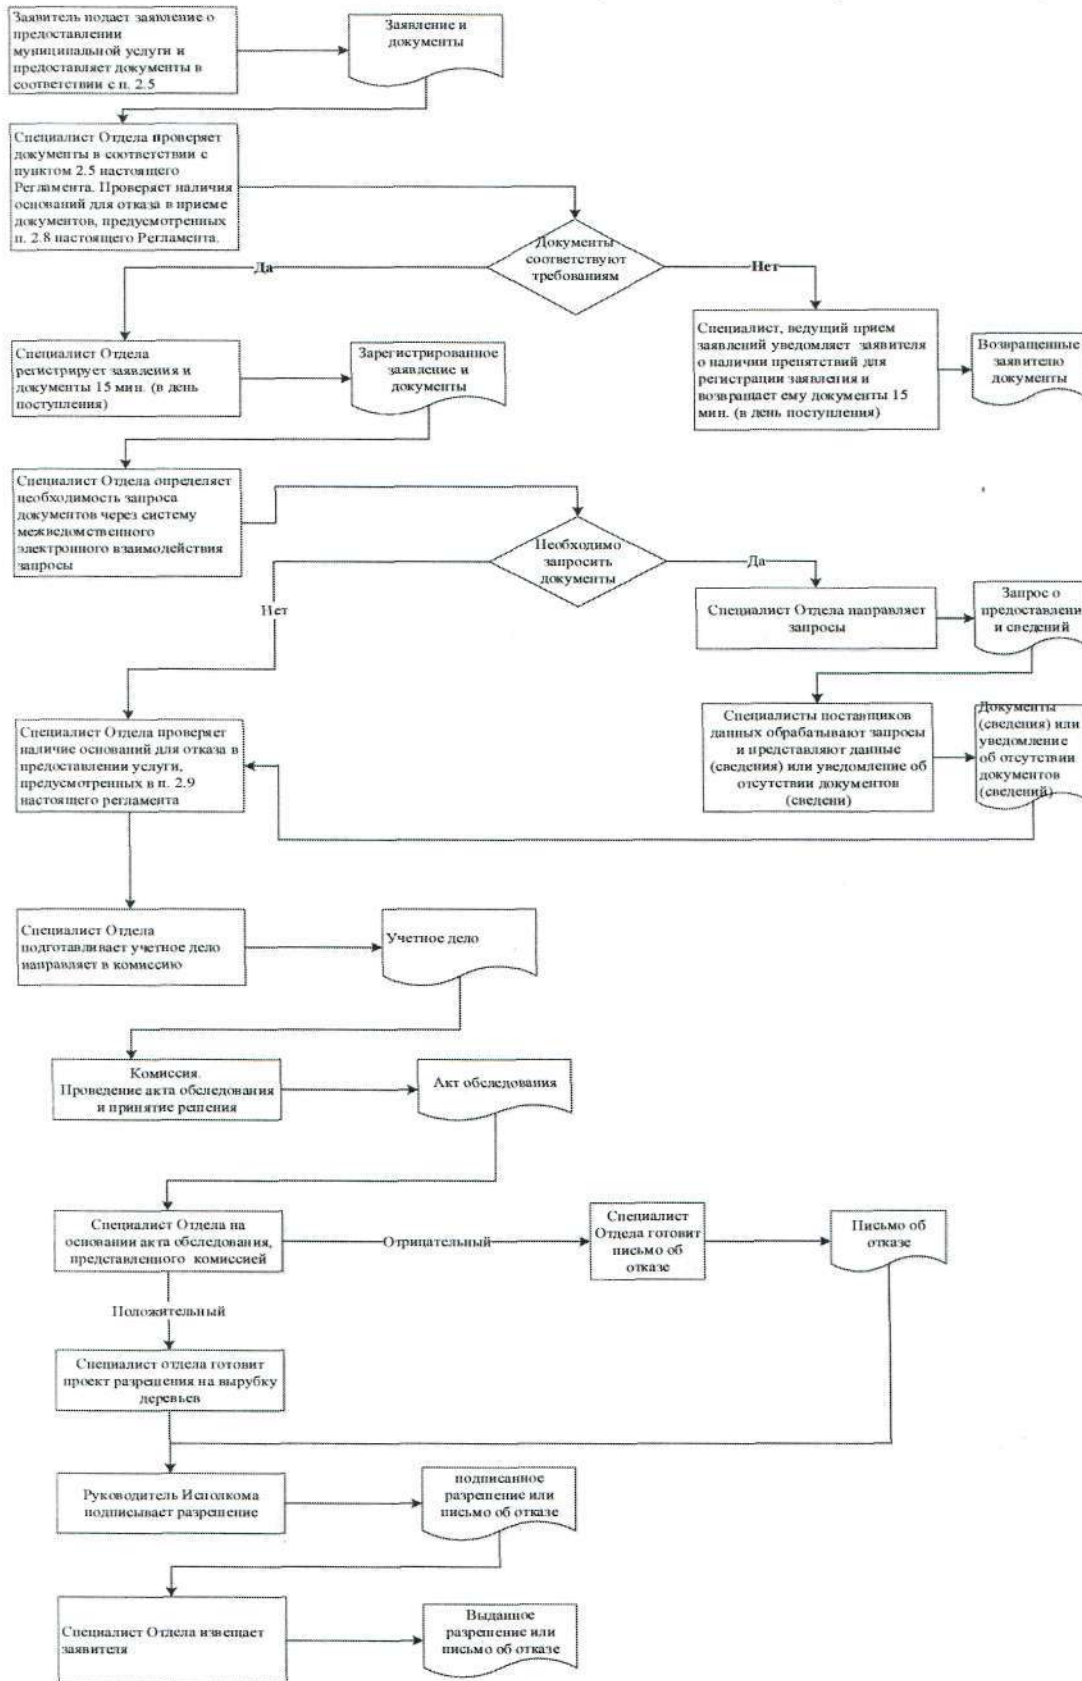 Заявитель подает заявление о
предоставлении
муниципальной услуги и
предоставляет документы в
соответствии с п. 2.5
Заявление и
документы
Специалист Отдела проверяет
документы в соответствии с
пунктом 2.5 настоящего
Регламента. Проверяет наличия
оснований для отказа в приеме
документов, предусмотренных
п. 2.8 настоящего Регламента.
Документы
соответствуют
требованиям
Да
Нет
Специалист Отдела
регистрирует заявления и
документы 15 мин. (в день
поступления)
Зарегистрированное
заявление и
документы
Специалист, ведущий прием
заявлений уведомляет заявителя
о наличии препятствий для
регистрации заявления и
возвращает ему документы 15
мин. (в день поступления)
Возвращенные
заявителю
документы
Специалист Отдела определяет
необходимость запроса
документов через систему
межведомственного
электронного взаимодействия
запросы
Необходимо
запросить
документы
Да
Нет
Специалист Отдела направляет
запросы
Запрос о
предоставлени
и сведений
Специалисты поставщиков
данных обрабатывают запросы
и представляют данные
(сведения) или уведомление об
отсутствии документов
(сведени)
Документы
(сведения) или
уведомление
об отсутствии
документов
(сведений)
Специалист Отдела проверяет
наличие оснований для отказа в
предоставлении услуги,
предусмотренных в п. 2.9
настоящего регламента
Специалист Отдела
подготавливает учетное дело
направляет в комиссию
Учетное дело
Комиссия.
Проведение акта обследования
и принятие решения
Акт обследования
Специалист Отдела на
основании акта обследования,
представленного комиссией
Отрицательный
Специалист
Отдела готовит
письмо об
отказе
Письмо об
отказе
Положительный
Специалист отдела готовит
проект разрешения на вырубку
деревьев
Руководитель Исполкома
подписывает разрешение
подписанное
разрешение или
письмо об отказе
Специалист Отдела извещает
заявителя
Выданное
разрешение или
письмо об отказе